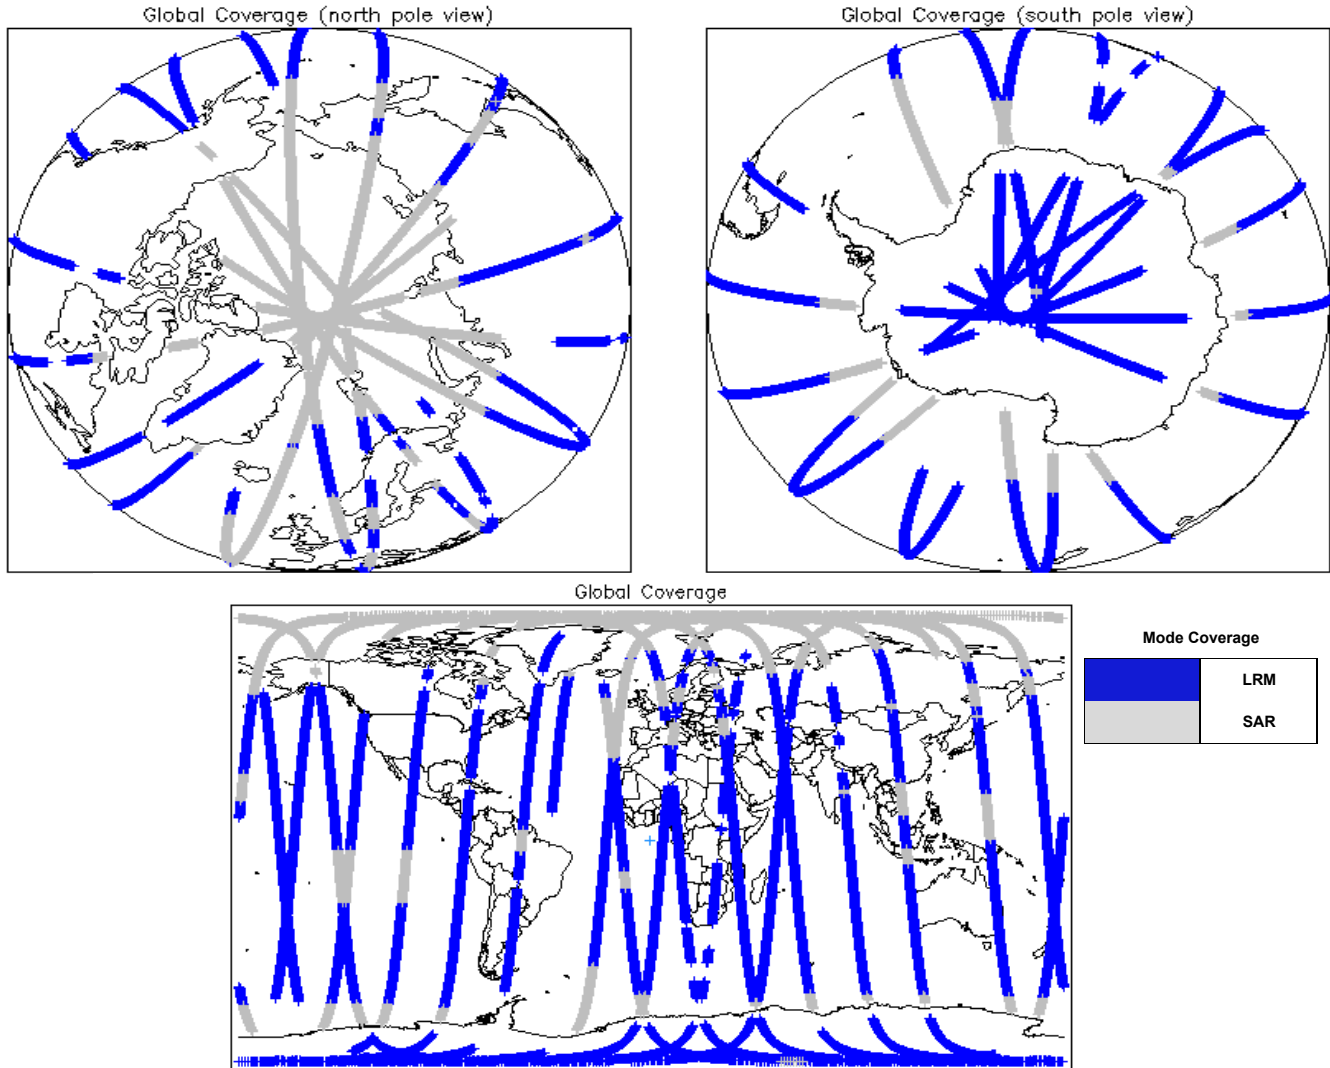 Global Coverage (north pole view)
Global Coverage (south pole view)
Global Coverage
Mode Coverage
LRM
SAR